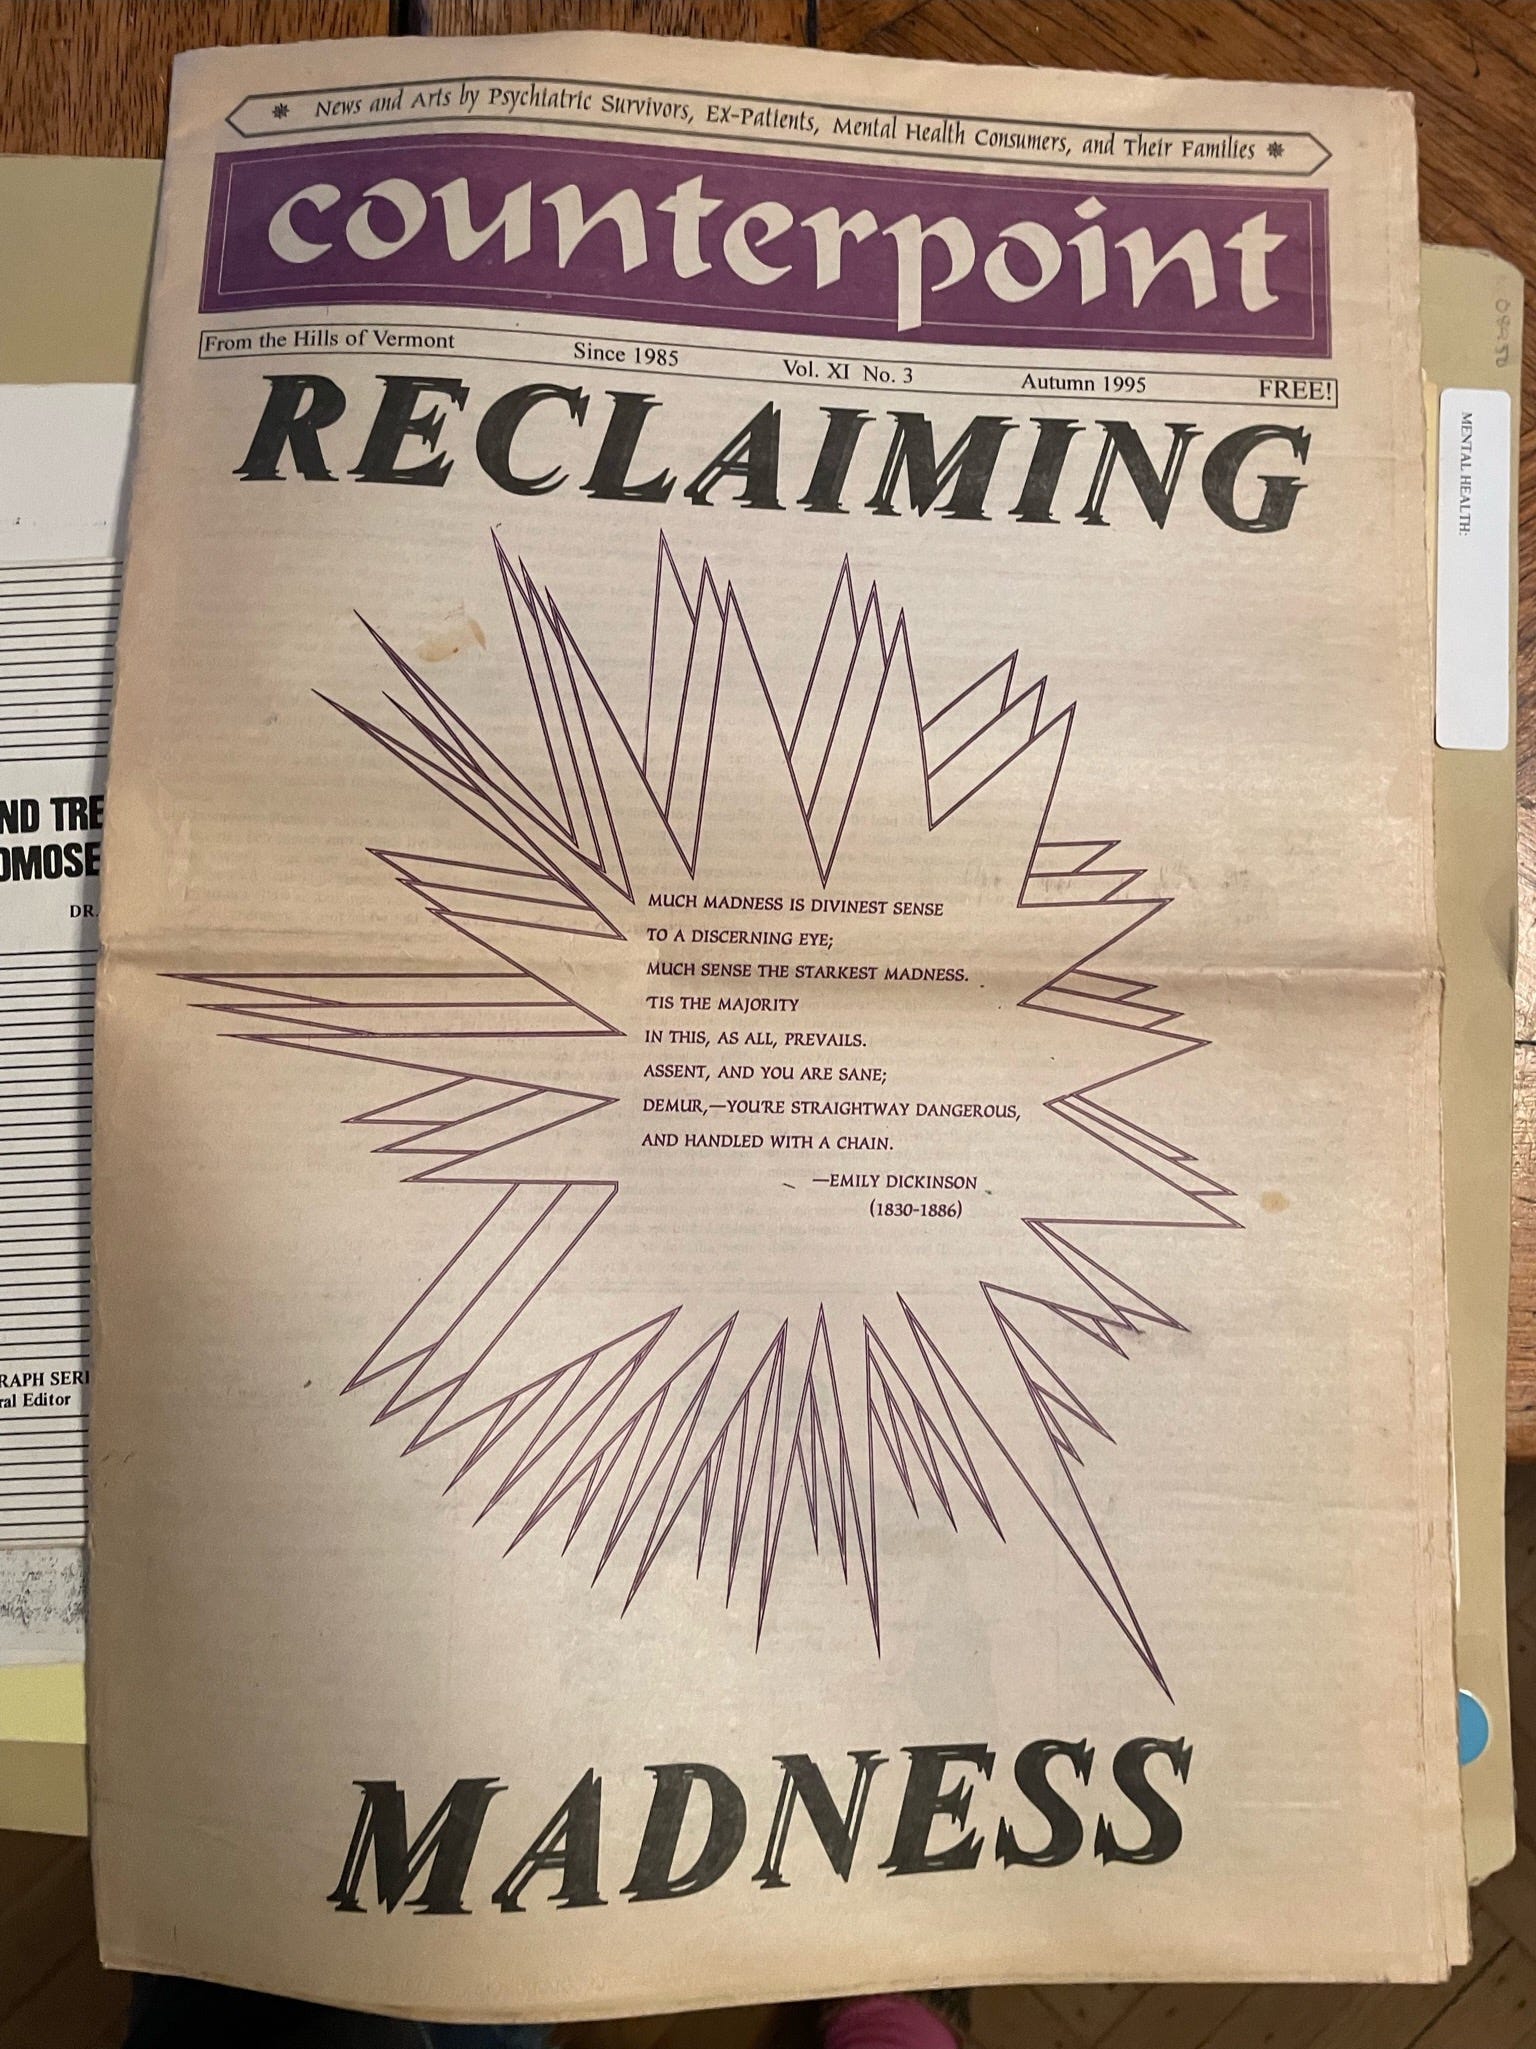 News and Arts by Psychiatric Survivors, Ex-Patients, Mental Health Consumers, and Their Families
counterpoint
From the Hills of Vermont Since 1985 Vol. XI No. 3 Autumn 1995 FREE!
RECLAIMING
MUCH MADNESS IS DIVINEST SENSE
TO A DISCERNING EYE;
MUCH SENSE THE STARKEST MADNESS.
'TIS THE MAJORITY
IN THIS, AS ALL, PREVAILS.
ASSENT, AND YOU ARE SANE;
DEMUR,—YOU'RE STRAIGHTWAY DANGEROUS,
AND HANDLED WITH A CHAIN.
—EMILY DICKINSON
(1830-1886)
MADNESS
MENTAL HEALTH:
ND TRE
OMOSE
DR.
RAPH SERI
ral Editor